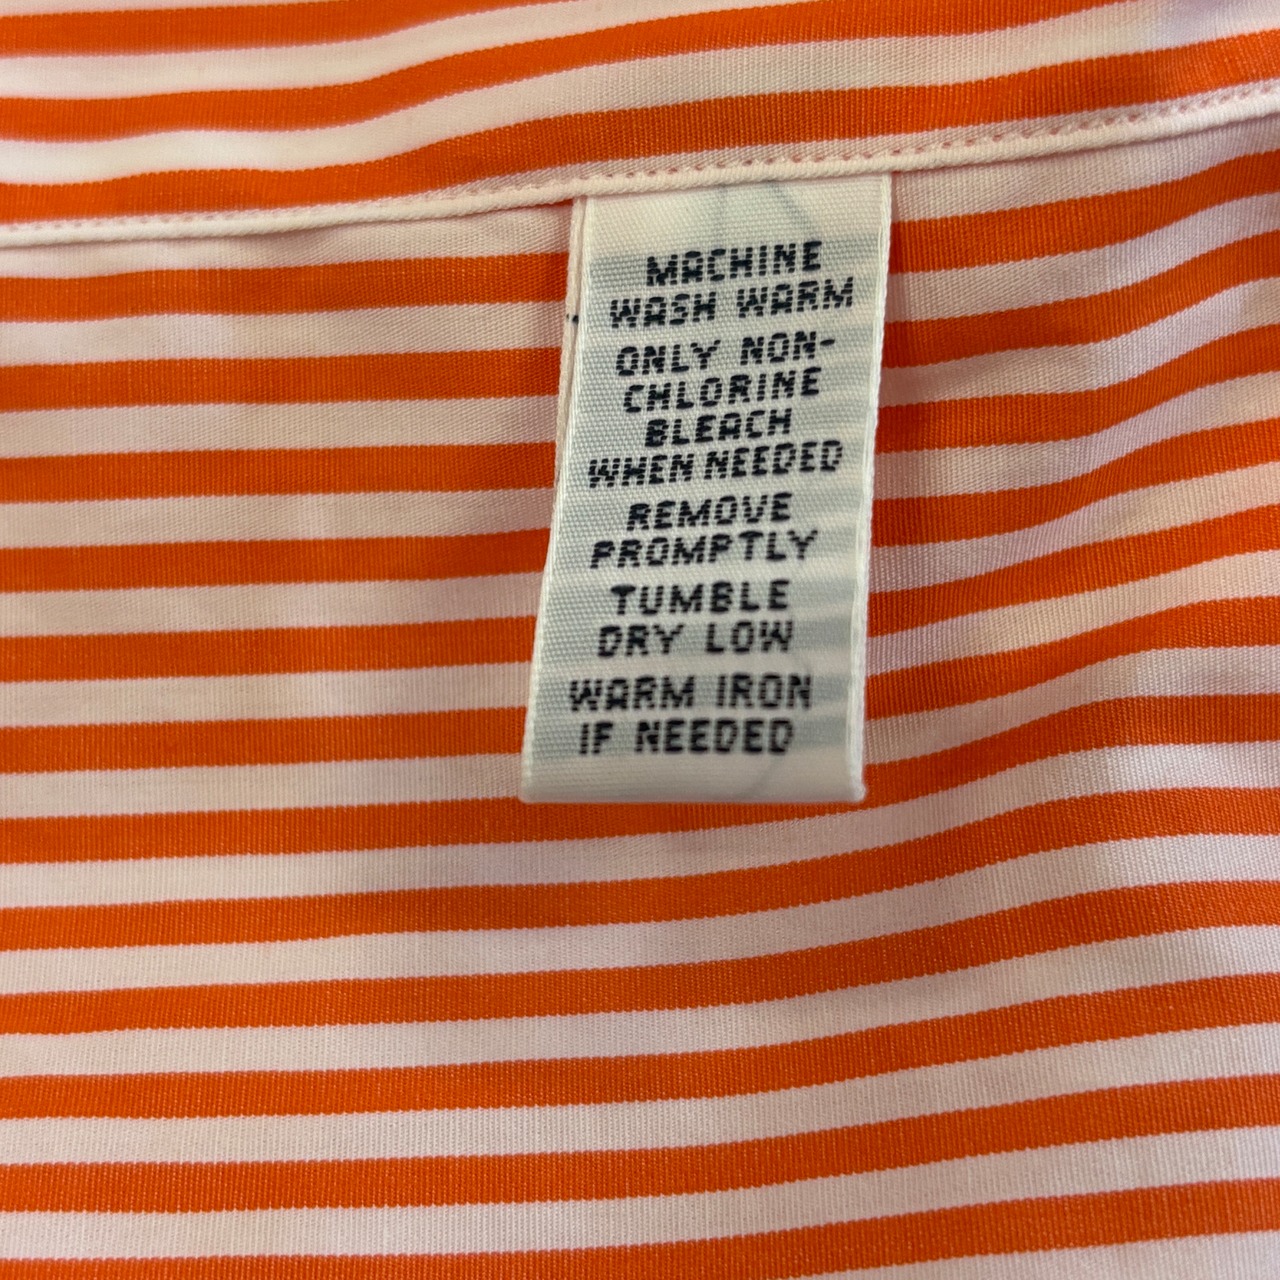 MACHINE
WASH WARM
ONLY NON-
CHLORINE
BLEACH
WHEN NEEDED
REMOVE
PROMPTLY
TUMBLE
DRY LOW
WARM IRON
IF NEEDED